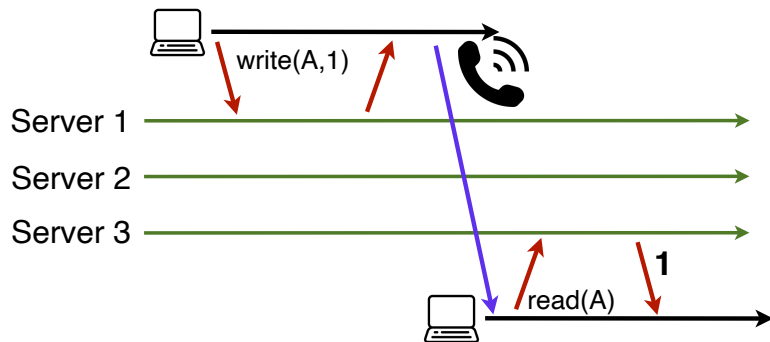 write(A,1)
Server 1
Server 2
Server 3
1
read(A)